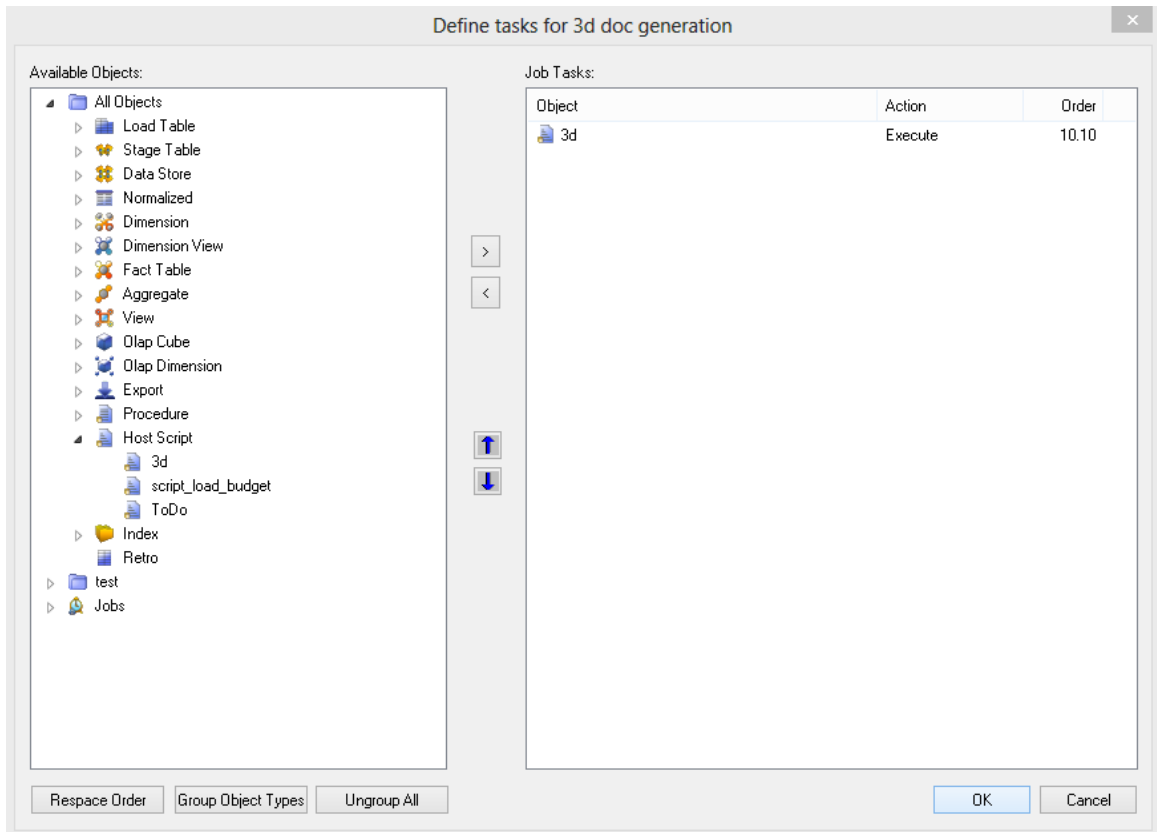 Define tasks for 3d doc generation
Available Objects:
All Objects
Load Table
Stage Table
Data Store
Normalized
Dimension
Dimension View
Fact Table
Aggregate
View
Olap Cube
Olap Dimension
Export
Procedure
Host Script
3d
script_load_budget
ToDo
Index
Retro
test
Jobs
Job Tasks:
Object Action Order
3d Execute 10.10
Respace Order Group Object Types Ungroup All OK Cancel